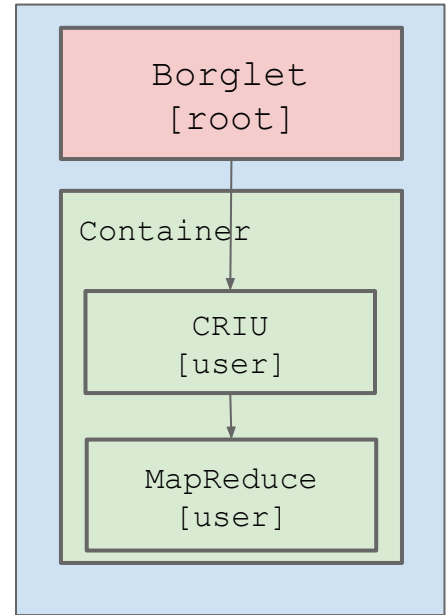 Borglet
[root]
Container
CRIU
[user]
MapReduce
[user]